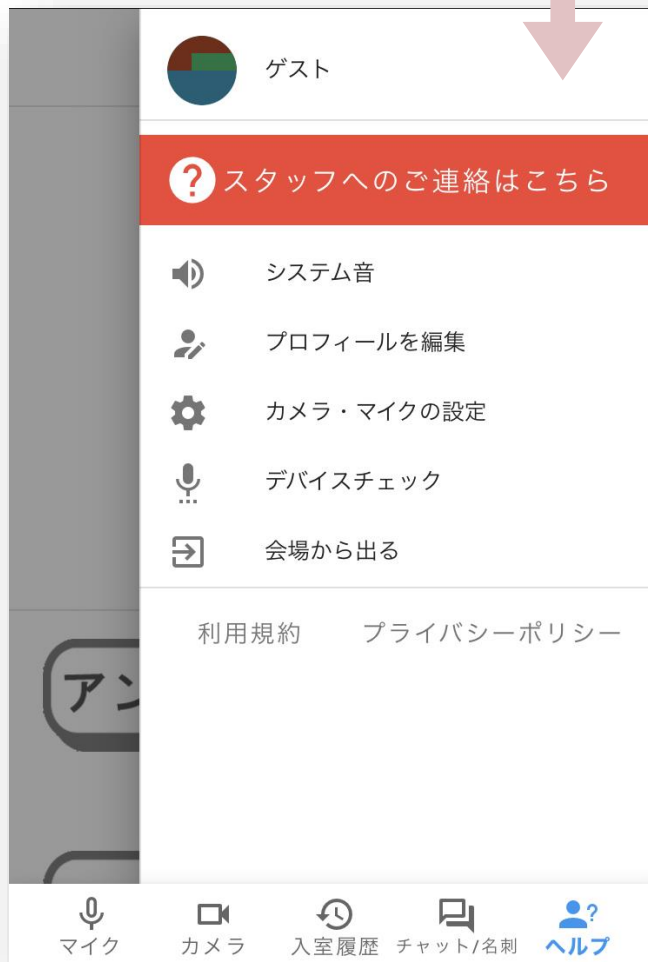 ゲスト
スタッフへのご連絡はこちら
システム音
プロフィールを編集
カメラ・マイクの設定
デバイスチェック
会場から出る
利用規約 プライバシーポリシー
アン
マイク カメラ 入室履歴 チャット/名刺 ヘルプ